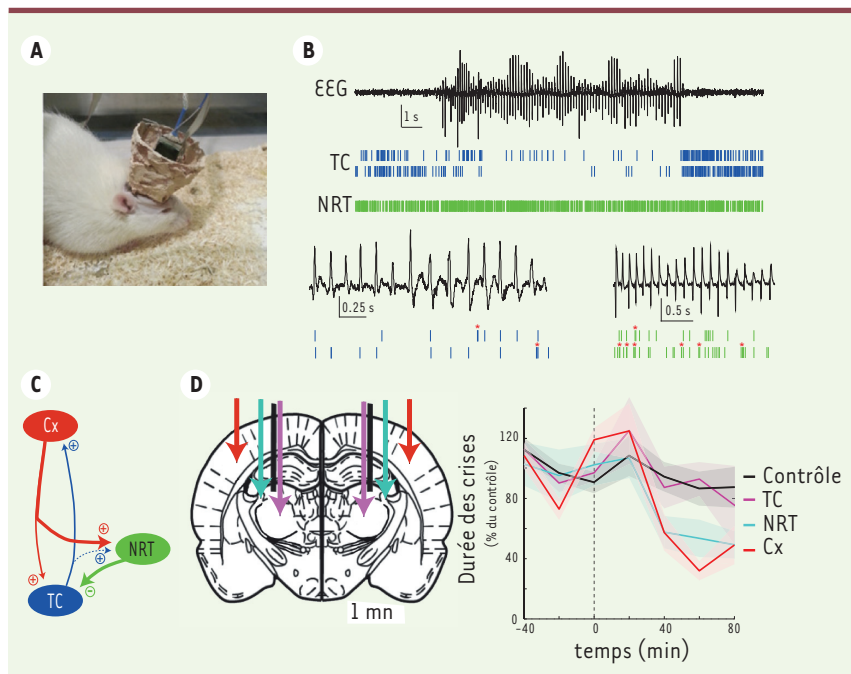 A
B
εεG
1 s
TC
NRT
0.25 s
0.5 s
*
*
*
* * * * * *
C
Cx
+
+
+
+
NRT
−
TC
D
1 mn
Durée des crises
(% du contrôle)
120
80
40
0
-40
0
40
80
temps (min)
Contrôle
TC
NRT
Cx